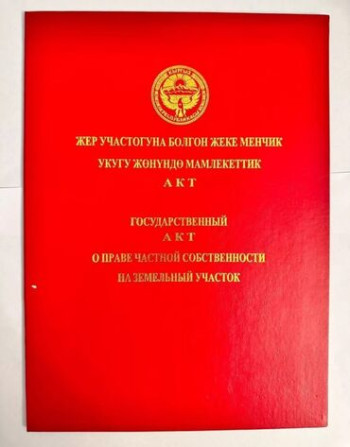 ЖЕР УЧАСТОГУНА БОЛГОН ЖЕКЕ МЕНЧИК
УКУГУ ЖӨНҮНДӨ МАМЛЕКЕТТИК
АКТ
ГОСУДАРСТВЕННЫЙ
АКТ
О ПРАВЕ ЧАСТНОЙ СОБСТВЕННОСТИ
НА ЗЕМЕЛЬНЫЙ УЧАСТОК